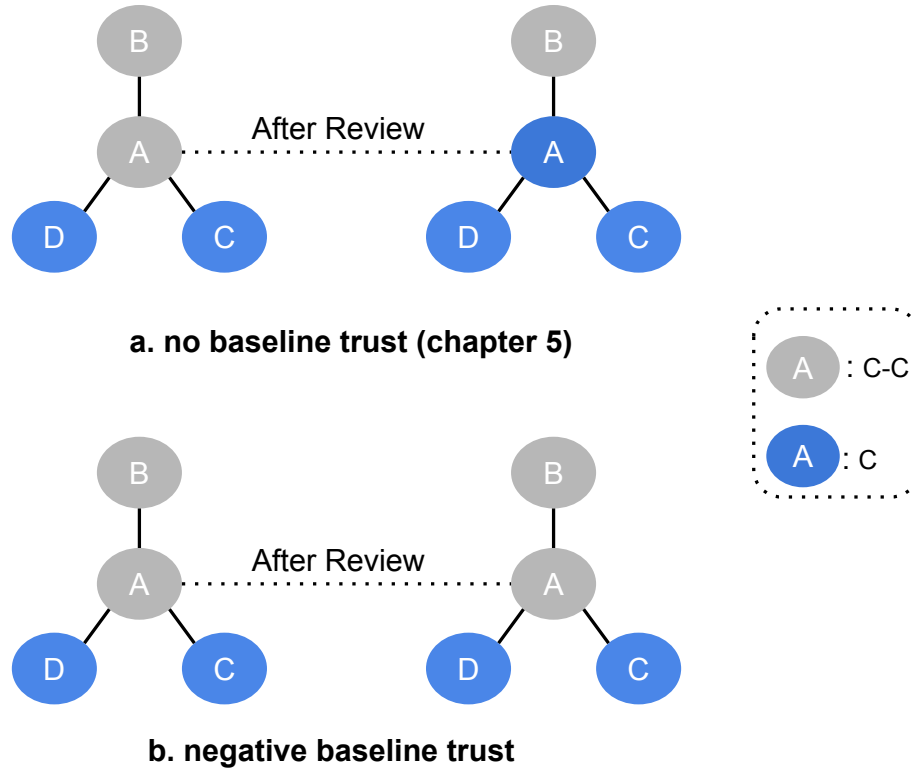 B
B
A
After Review
A
D
C
D
C
a. no baseline trust (chapter 5)
A : C-C
A : C
B
B
A
After Review
A
D
C
D
C
b. negative baseline trust